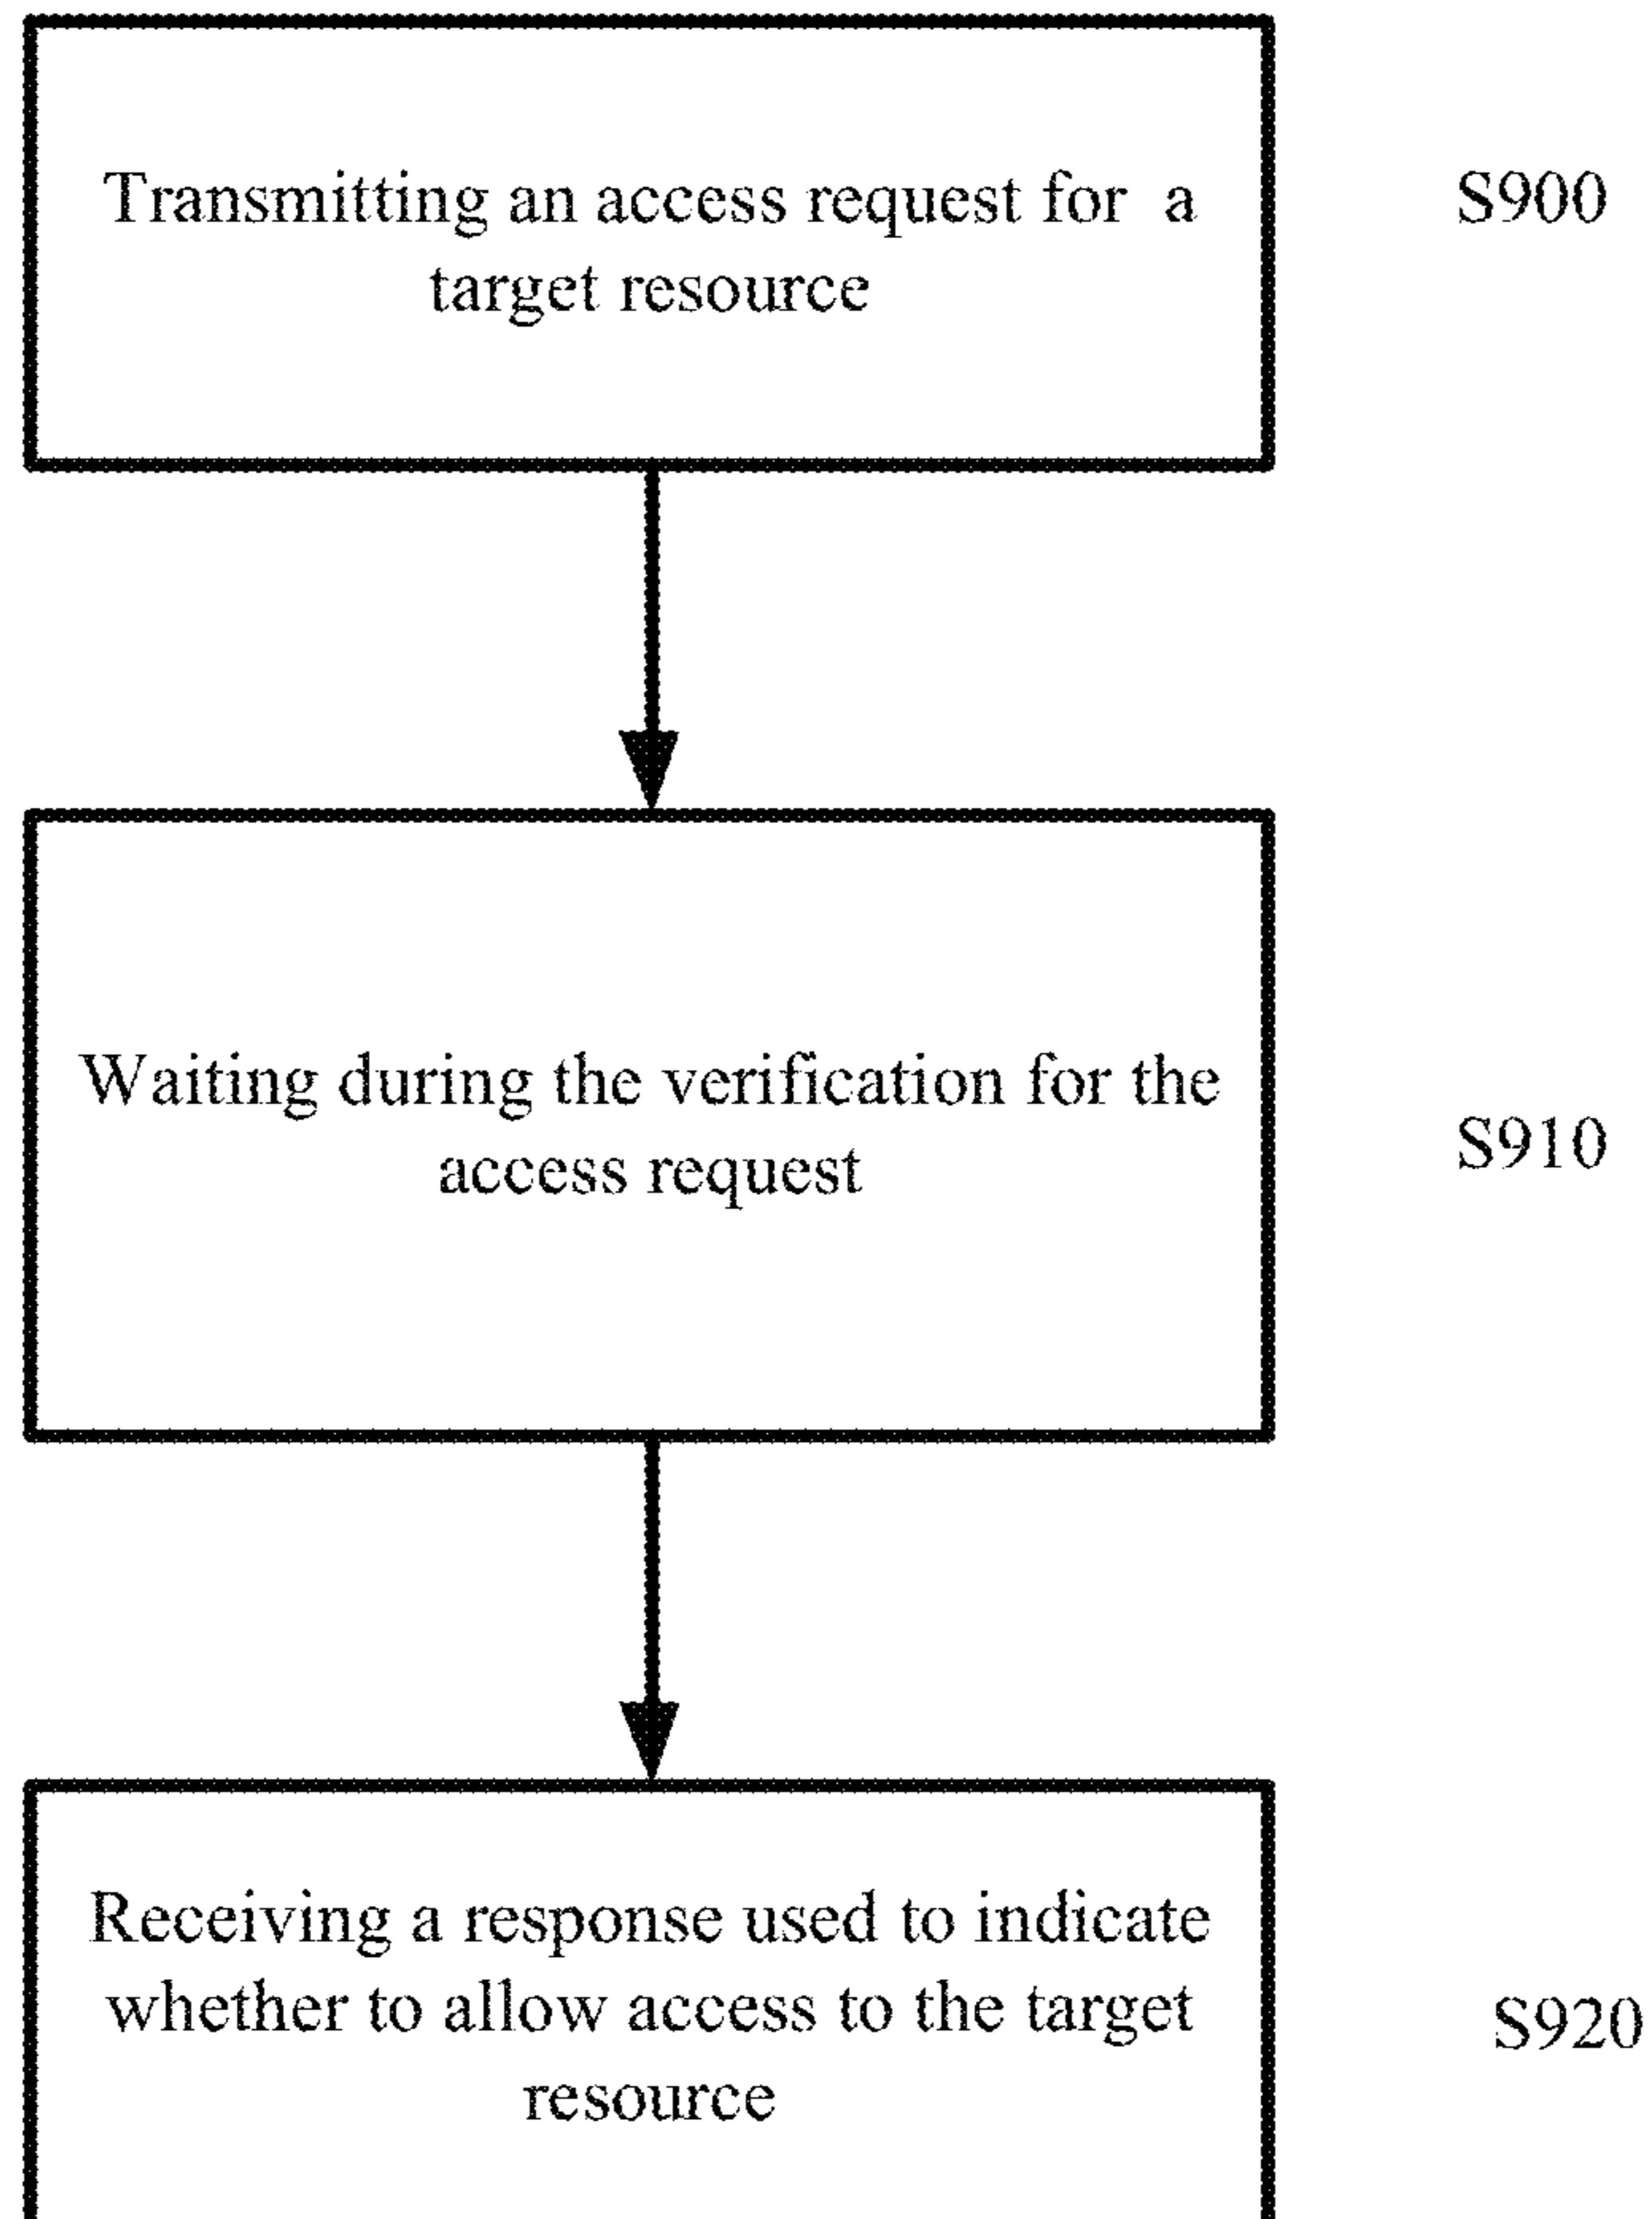 Transmitting an access request for a
target resource
S900
Waiting during the verification for the
access request
S910
Receiving a response used to indicate
whether to allow access to the target
resource
S920